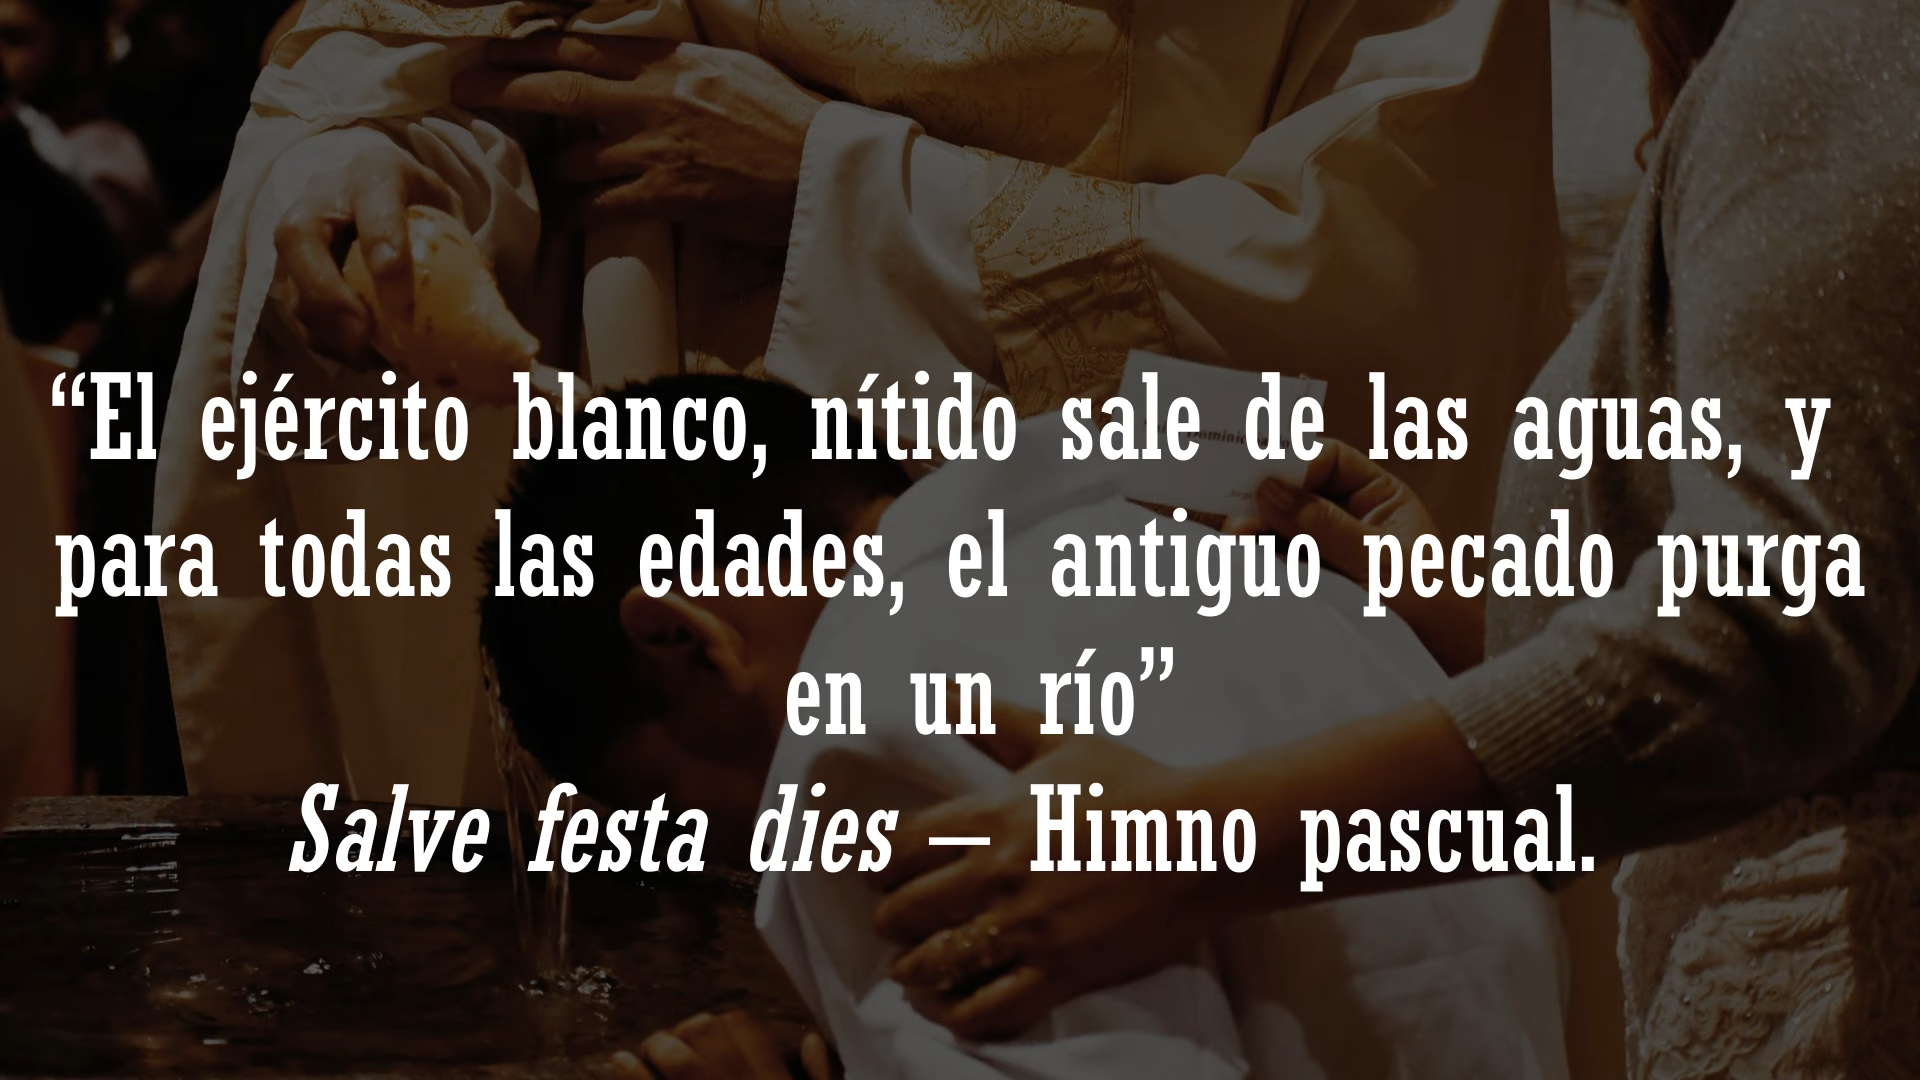 “El ejército blanco, nítido sale de las aguas, y
para todas las edades, el antiguo pecado purga
en un río”
Salve festa dies – Himno pascual.